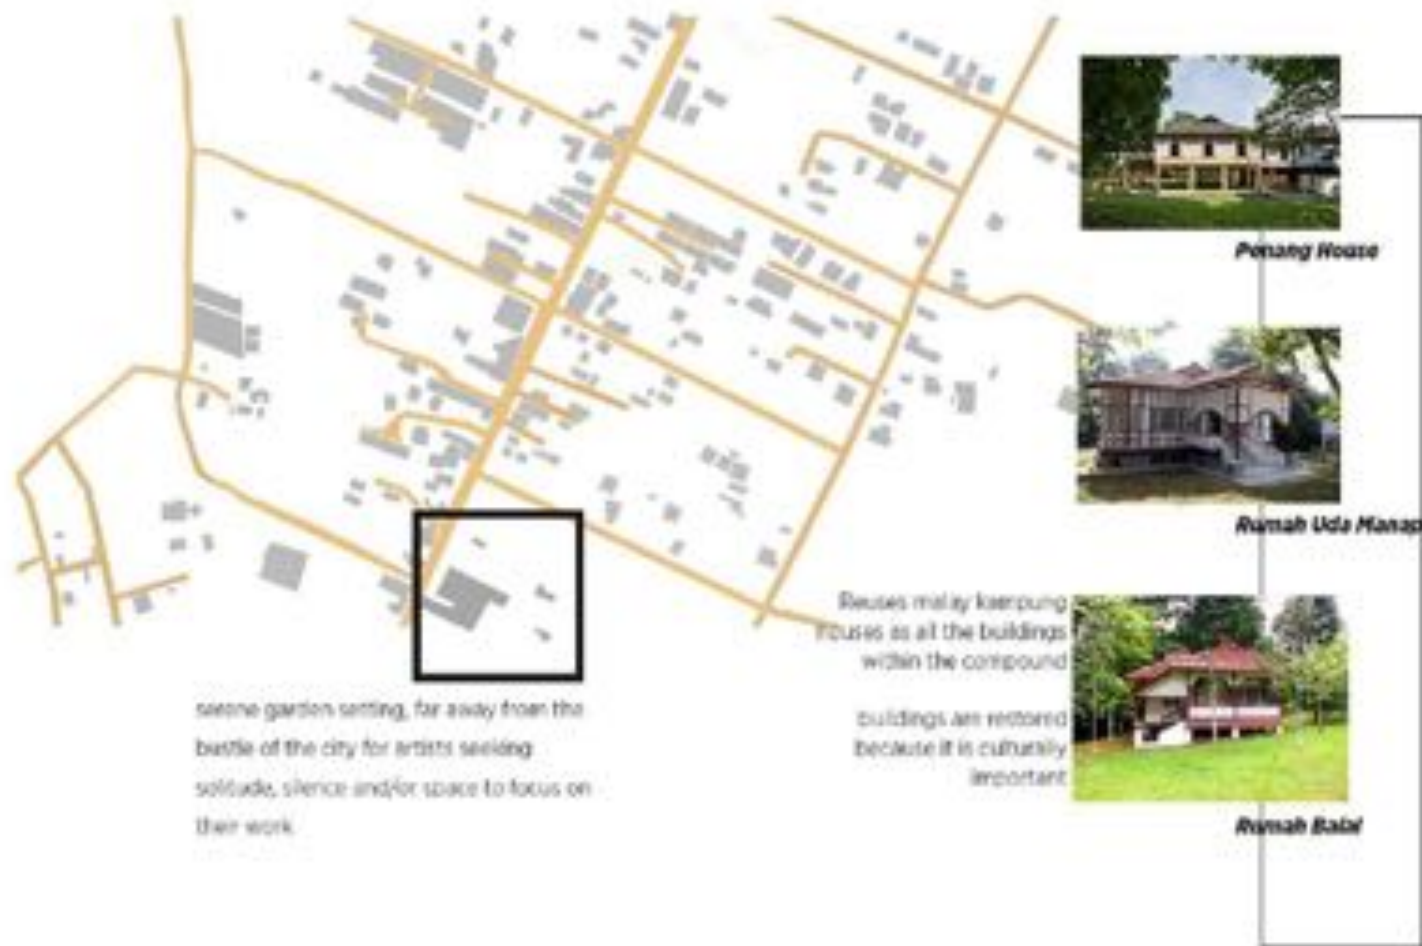 Penang House
Rumah Uda Manap
Reuses malay kampung
houses as all the buildings
within the compound
buildings are restored
because it is culturally
important
Rumah Balai
serene garden setting, far away from the
bustle of the city for artists seeking
solitude, silence and/or space to focus on
their work